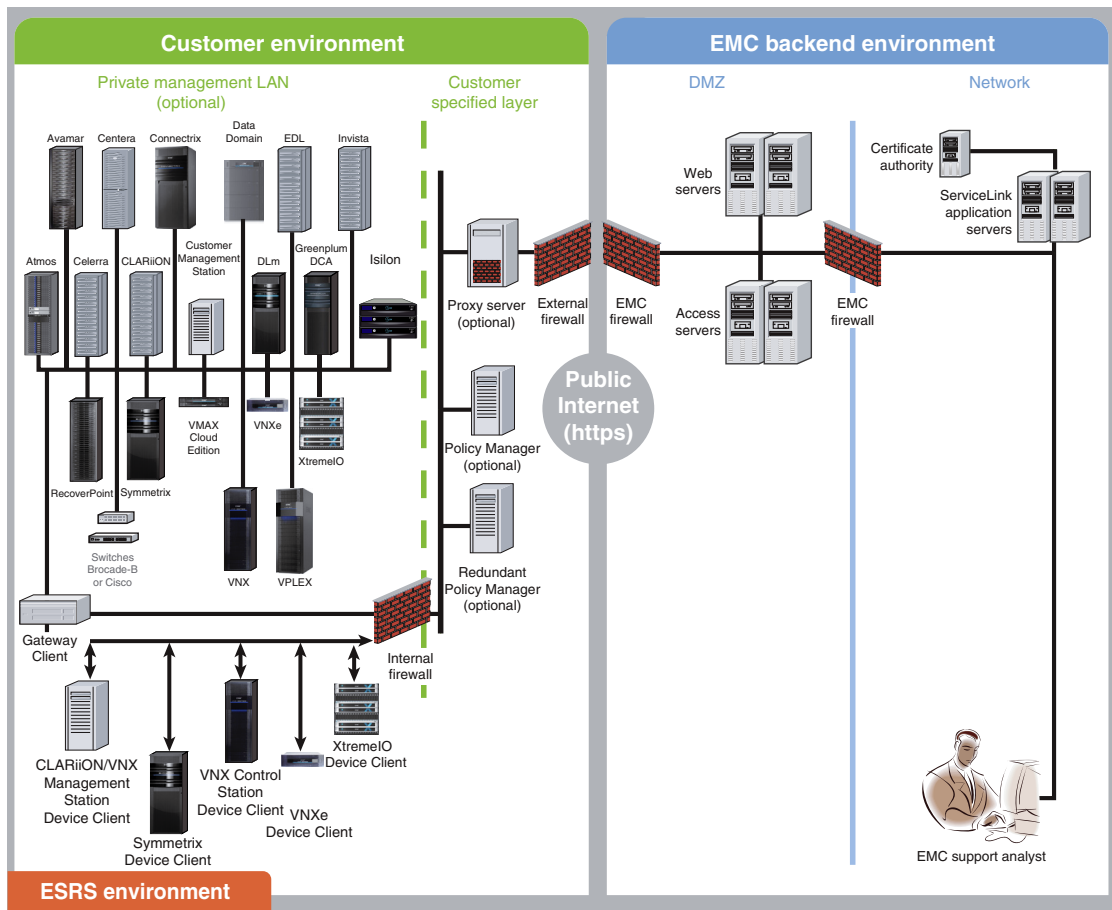 Customer environment
EMC backend environment
Private management LAN
(optional)
Customer
specified layer
DMZ
Network
Avamar
Centera
Connectrix
Data
Domain
EDL
Invista
Atmos
Celerra
CLARiiON
Customer
Management
Station
DLm
Greenplum
DCA
Isilon
RecoverPoint
Symmetrix
VMAX
Cloud
Edition
VNXe
XtremeIO
Switches
Brocade-B
or Cisco
VNX
VPLEX
Gateway
Client
Internal
firewall
CLARiiON/VNX
Management
Station
Device Client
Symmetrix
Device Client
VNX Control
Station
Device Client
VNXe
Device Client
XtremeIO
Device Client
Proxy server
(optional)
External
firewall
EMC
firewall
Policy Manager
(optional)
Redundant
Policy Manager
(optional)
Public
Internet
(https)
Web
servers
Access
servers
EMC
firewall
Certificate
authority
ServiceLink
application
servers
EMC support analyst
ESRS environment